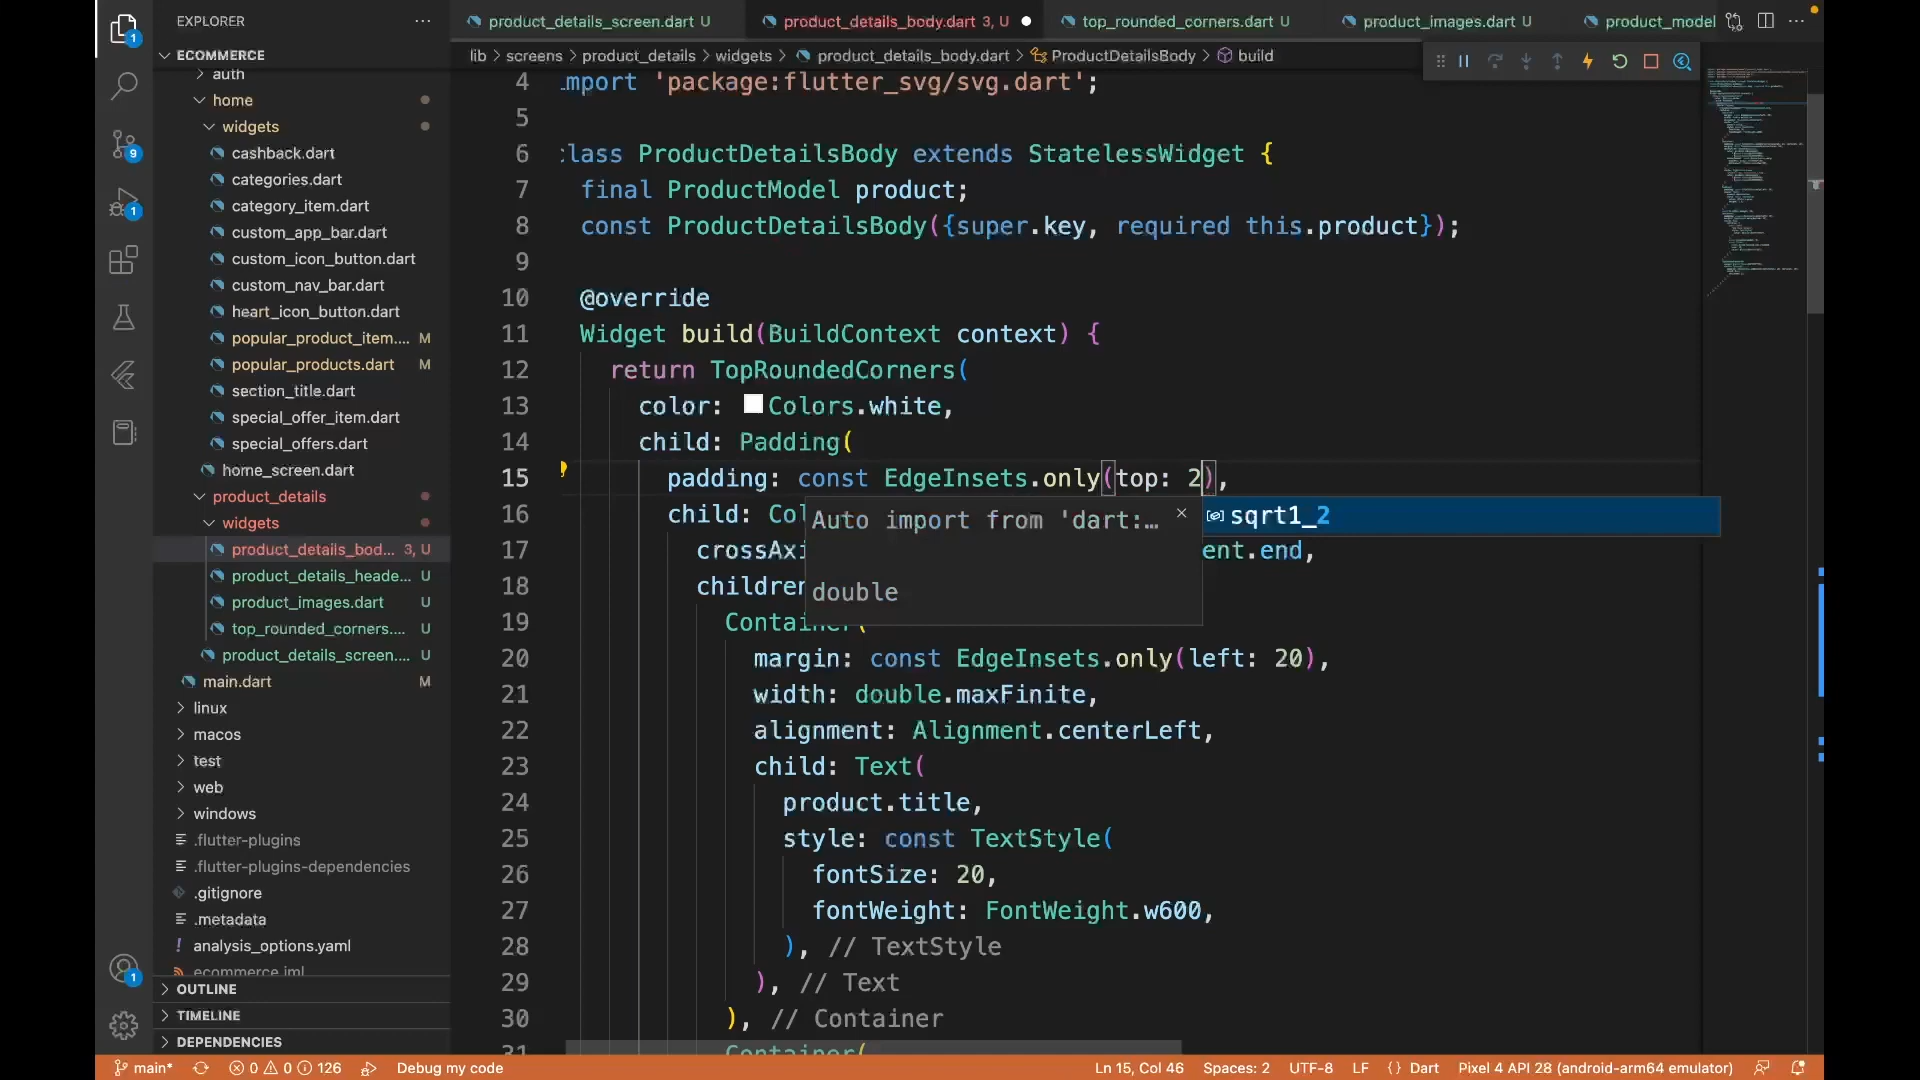 EXPLORER
ECOMMERCE
auth
home
widgets
cashback.dart
categories.dart
category_item.dart
custom_app_bar.dart
custom_icon_button.dart
custom_nav_bar.dart
heart_icon_button.dart
popular_product_item.... M
popular_products.dart M
section_title.dart
special_offer_item.dart
special_offers.dart
home_screen.dart
product_details
widgets
product_details_bod... 3, U
product_details_heade... U
product_images.dart U
top_rounded_corners.... U
product_details_screen.... U
main.dart M
linux
macos
test
web
windows
.flutter-plugins
.flutter-plugins-dependencies
.gitignore
.metadata
analysis_options.yaml
ecommerce.iml
OUTLINE
TIMELINE
DEPENDENCIES
1
9
1
1
product_details_screen.dart U
product_details_body.dart 3, U
top_rounded_corners.dart U
product_images.dart U
product_model
lib > screens > product_details > widgets > product_details_body.dart > ProductDetailsBody > build
4 mport 'package:flutter_svg/svg.dart';
5
6 class ProductDetailsBody extends StatelessWidget {
7 final ProductModel product;
8 const ProductDetailsBody({super.key, required this.product});
9
10 @override
11 Widget build(BuildContext context) {
12 return TopRoundedCorners(
13 color: Colors.white,
14 child: Padding(
15 padding: const EdgeInsets.only(top: 2),
16 child: Col
17 crossAxi ent.end,
18 children
19 Container(
20 margin: const EdgeInsets.only(left: 20),
21 width: double.maxFinite,
22 alignment: Alignment.centerLeft,
23 child: Text(
24 product.title,
25 style: const TextStyle(
26 fontSize: 20,
27 fontWeight: FontWeight.w600,
28 ), // TextStyle
29 ), // Text
30 ), // Container
31 Container(
Auto import from 'dart:…
double
sqrt1_2
main* 0 0 126 Debug my code Ln 15, Col 46 Spaces: 2 UTF-8 LF {} Dart Pixel 4 API 28 (android-arm64 emulator)